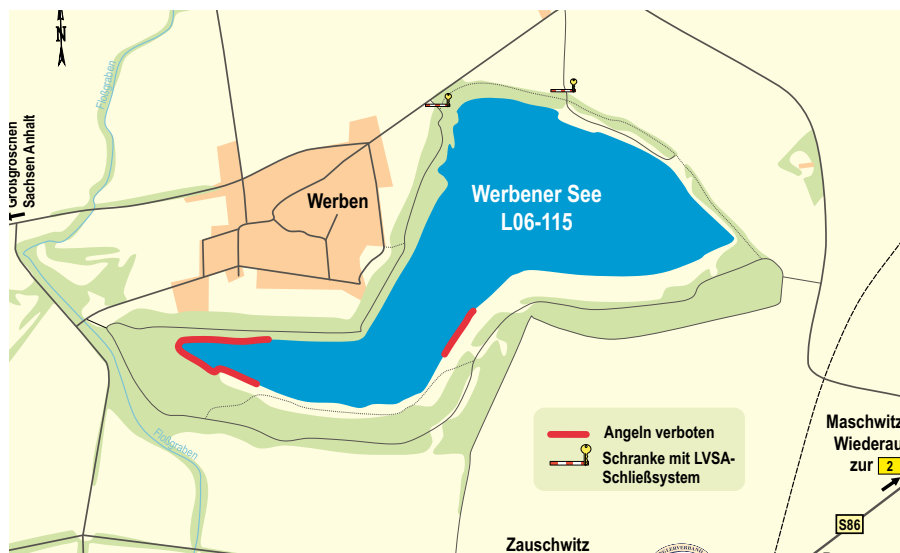 N
Floßgraben
Großgröschen
Sachsen Anhalt
Werben
Werbener See
L06-115
Floßgraben
Angeln verboten
Schranke mit LVSA-
Schließsystem
Maschwitz
Wiederau
zur 2
S86
Zauschwitz